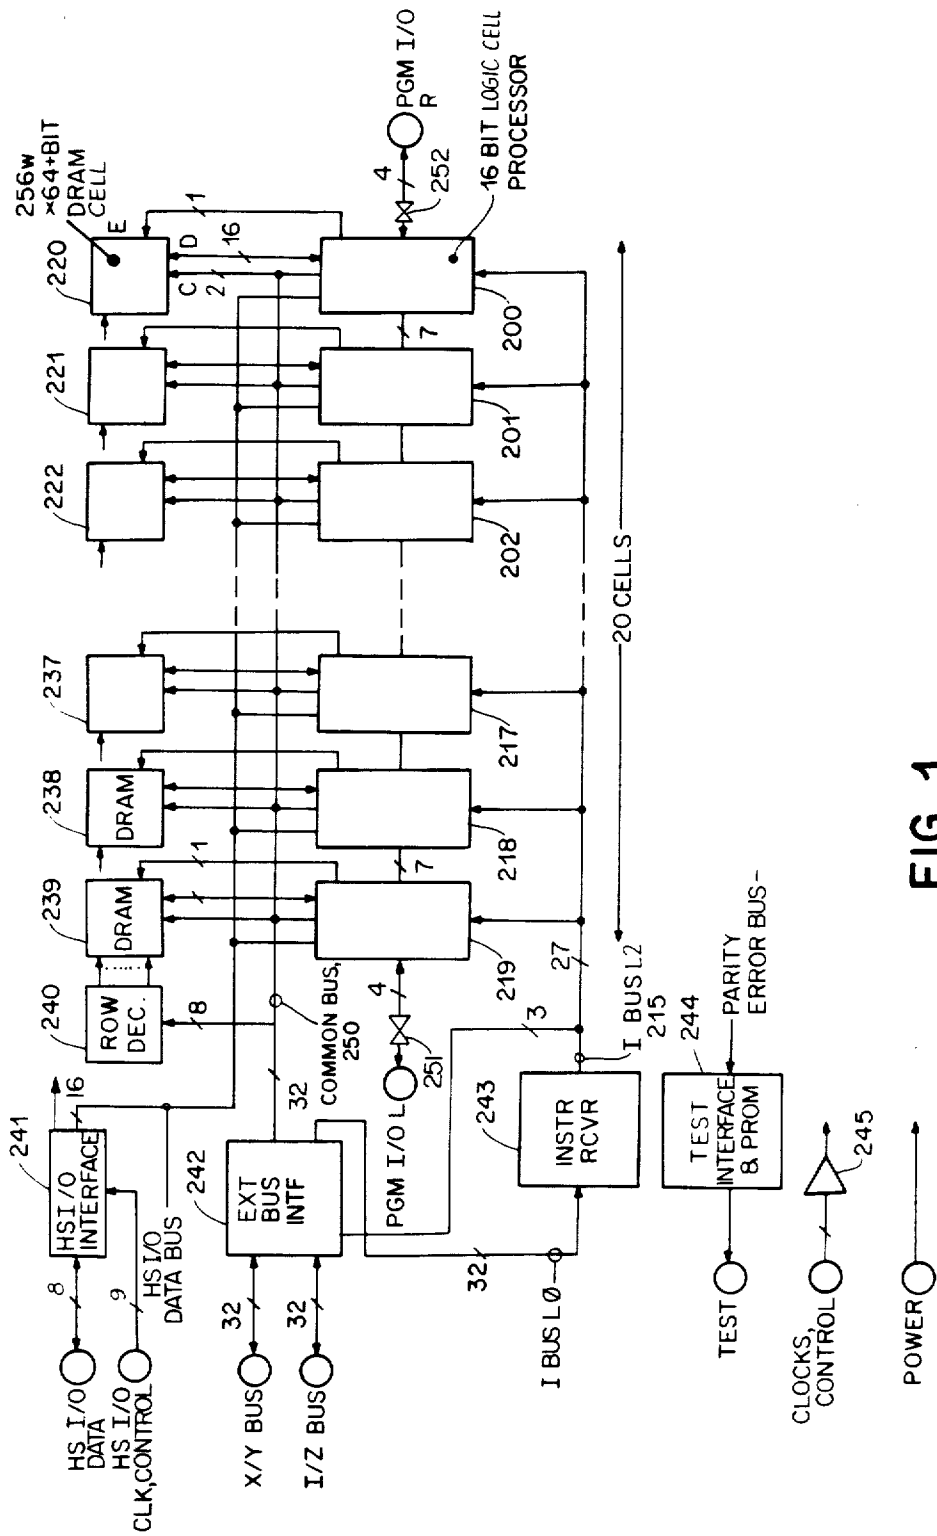 HS I/O
DATA
8
HS I/O
CLK,CONTROL
9
241
HSI/O
INTERFACE
16
HS I/O
DATA BUS
240
ROW
DEC.
8
239
DRAM
1
238
DRAM
237
222
221
220
256w
×64+BIT
DRAM
CELL
E
D
C
16
2
1
X/Y BUS
32
I/Z BUS
32
242
EXT
BUS
INTF
32
COMMON BUS,
250
PGM I/O L
251
4
219
7
218
217
202
201
7
200
4
252
PGM I/O
R
16 BIT LOGIC CELL
PROCESSOR
I BUS L0
32
243
INSTR
RCVR
3
I BUS L2
215
27
20 CELLS
TEST
244
TEST
INTERFACE
& PROM
PARITY
ERROR BUS-
CLOCKS,
CONTROL
245
POWER
FIG 1